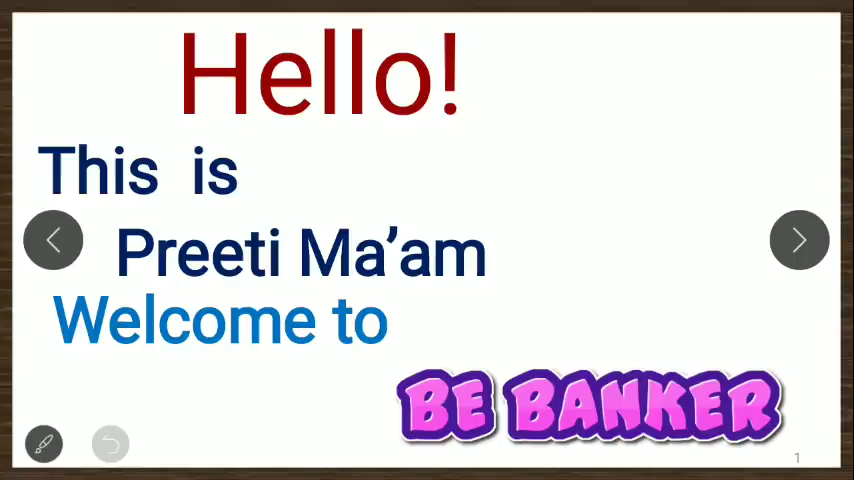 Hello!
This is
Preeti Ma’am
Welcome to
BE BANKER
1